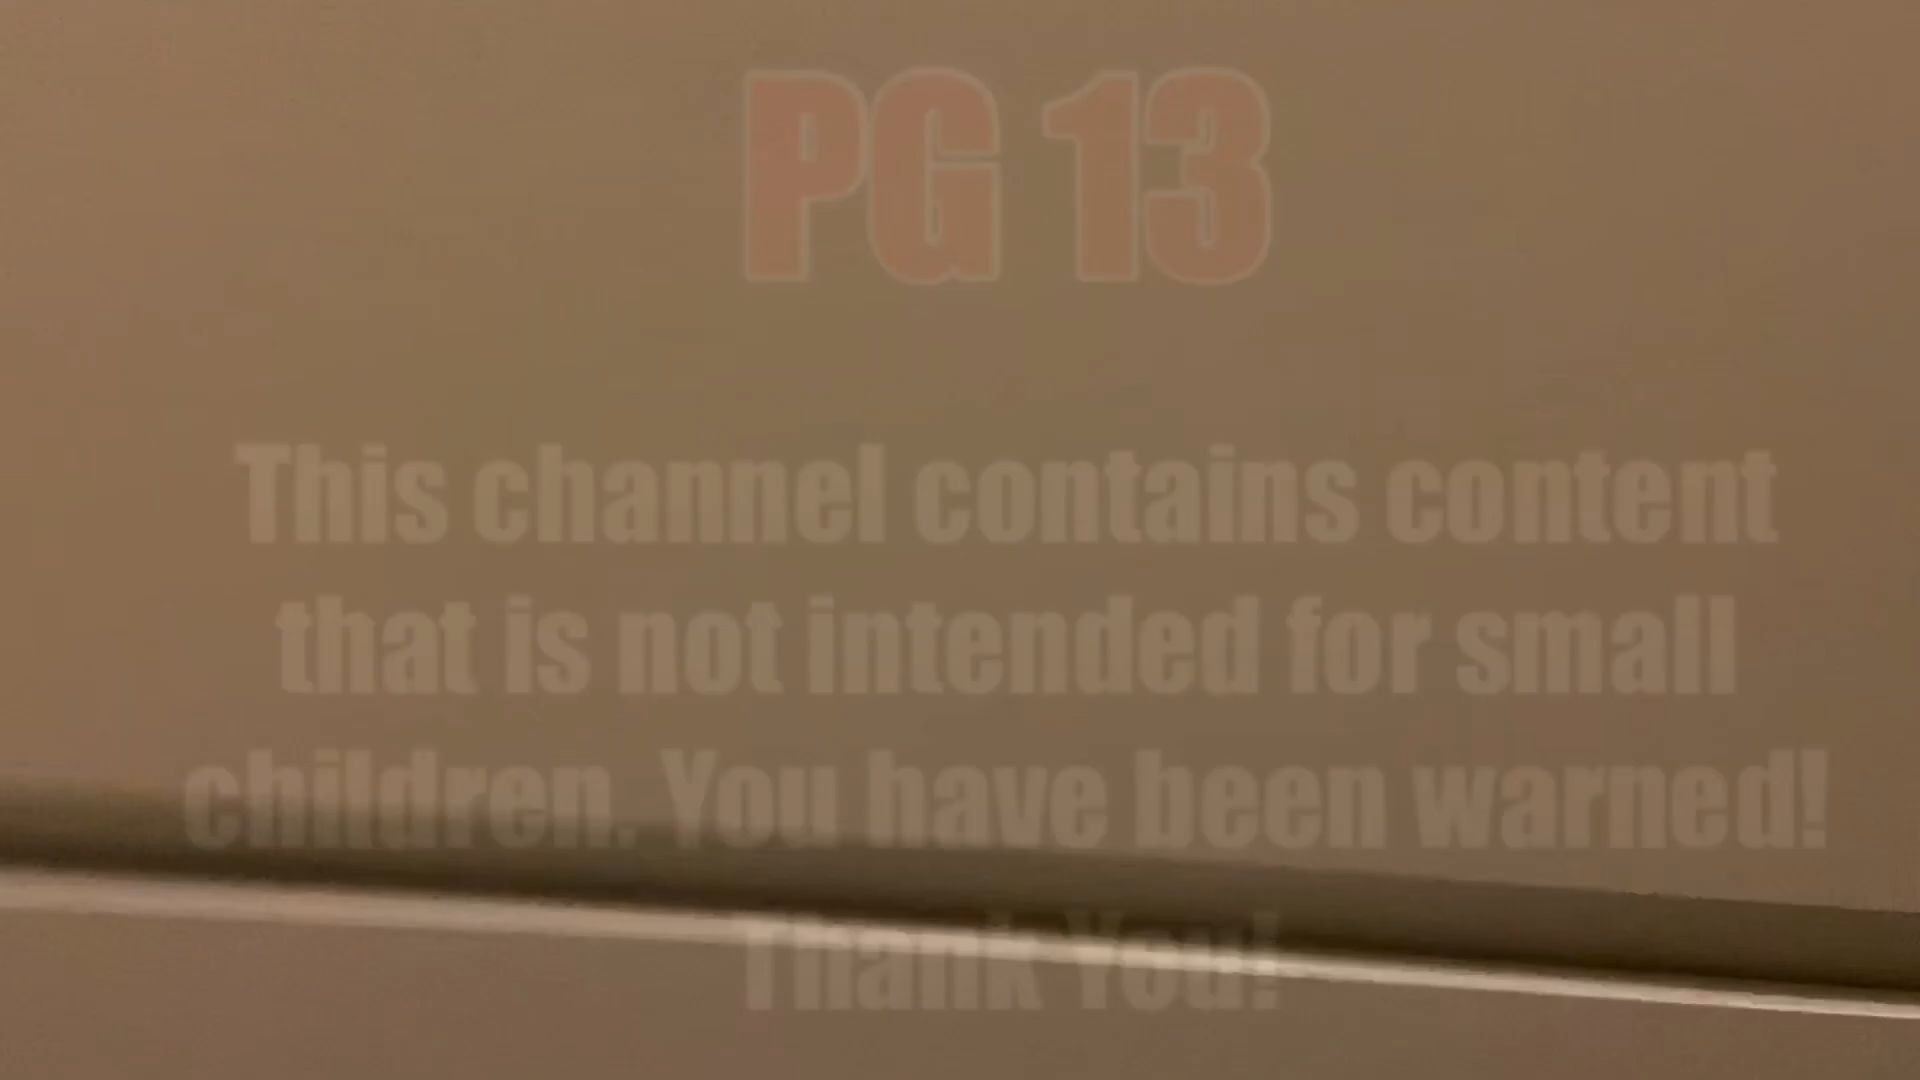 PG 13
This channel contains content
that is not intended for small
children. You have been warned!
Thank You!